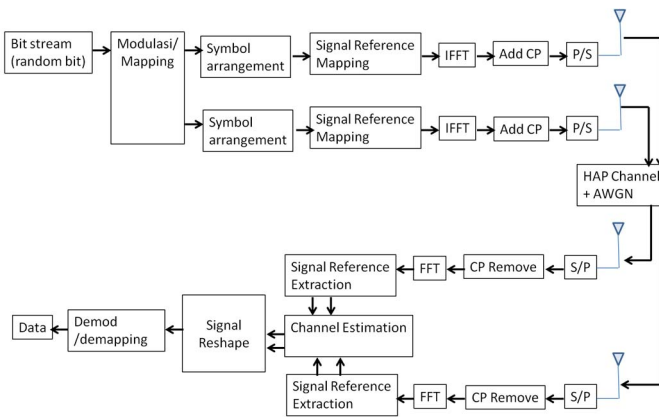 Bit stream
(random bit)
Modulasi/
Mapping
Symbol
arrangement
Signal Reference
Mapping
IFFT
Add CP
P/S
Symbol
arrangement
Signal Reference
Mapping
IFFT
Add CP
P/S
HAP Channel
+ AWGN
Signal Reference
Extraction
FFT
CP Remove
S/P
Data
Demod
/demapping
Signal
Reshape
Channel Estimation
Signal Reference
Extraction
FFT
CP Remove
S/P